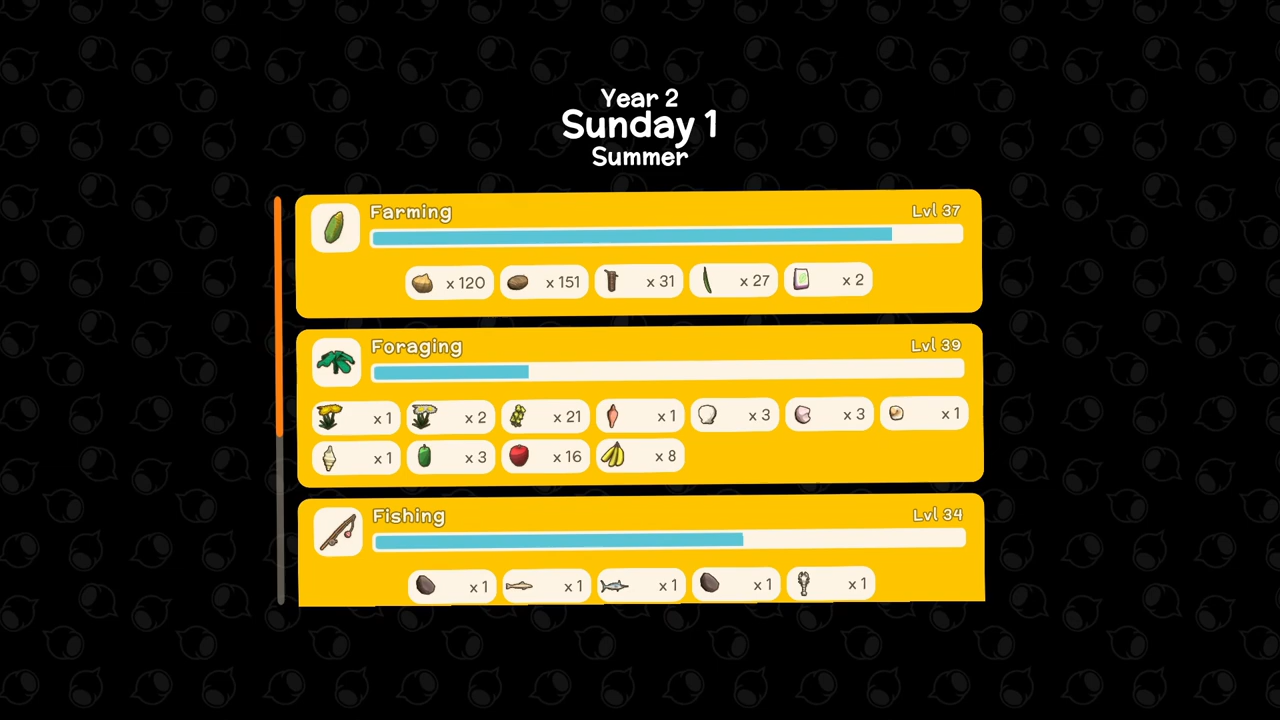 Year 2
Sunday 1
Summer
Farming Lvl 37
x 120 x 151 x 31 x 27 x 2
Foraging Lvl 39
x 1 x 2 x 21 x 1 x 3 x 3 x 1
x 1 x 3 x 16 x 8
Fishing Lvl 34
x 1 x 1 x 1 x 1 x 1